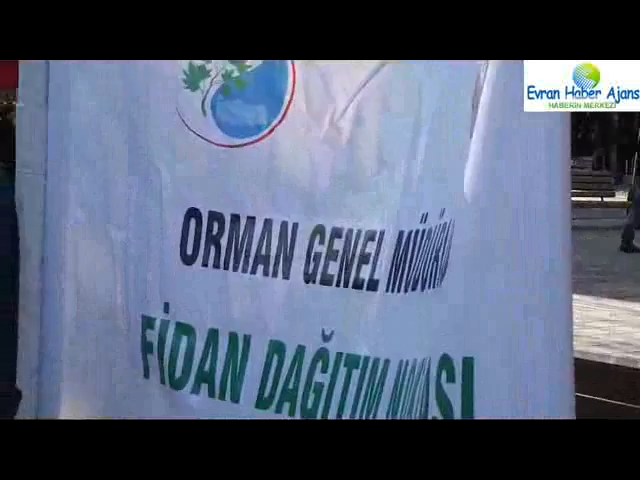 Evran Haber Ajans
HABERİN MERKEZİ
ORMAN GENEL
FİDAN DAĞITIM